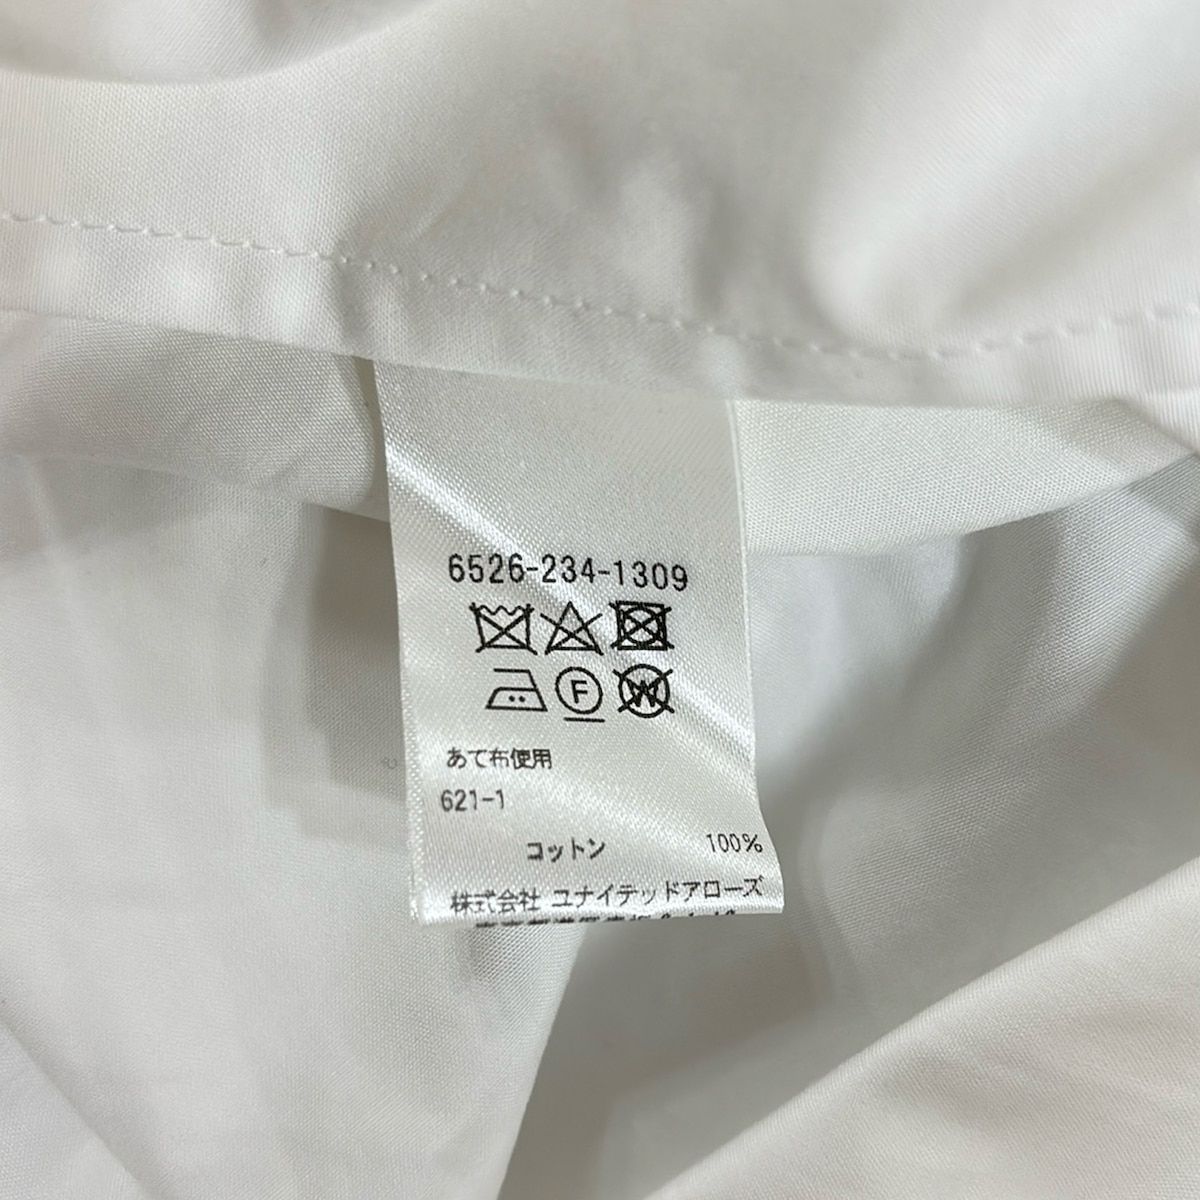 6526-234-1309
F W
あて布使用
621-1
コットン 100%
株式会社 ユナイテッドアローズ